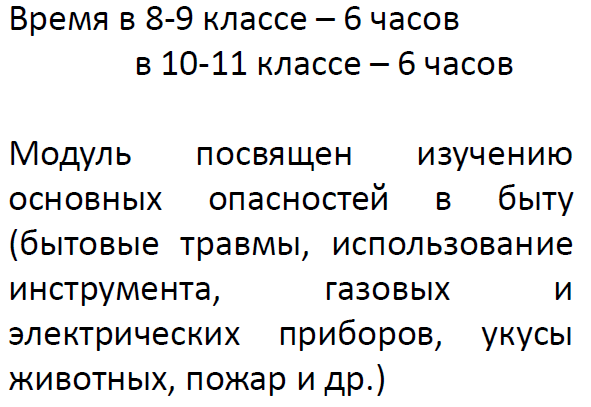 Время в 8-9 классе – 6 часов
в 10-11 классе – 6 часов
Модуль посвящен изучению
основных опасностей в быту
(бытовые травмы, использование
инструмента, газовых и
электрических приборов, укусы
животных, пожар и др.)